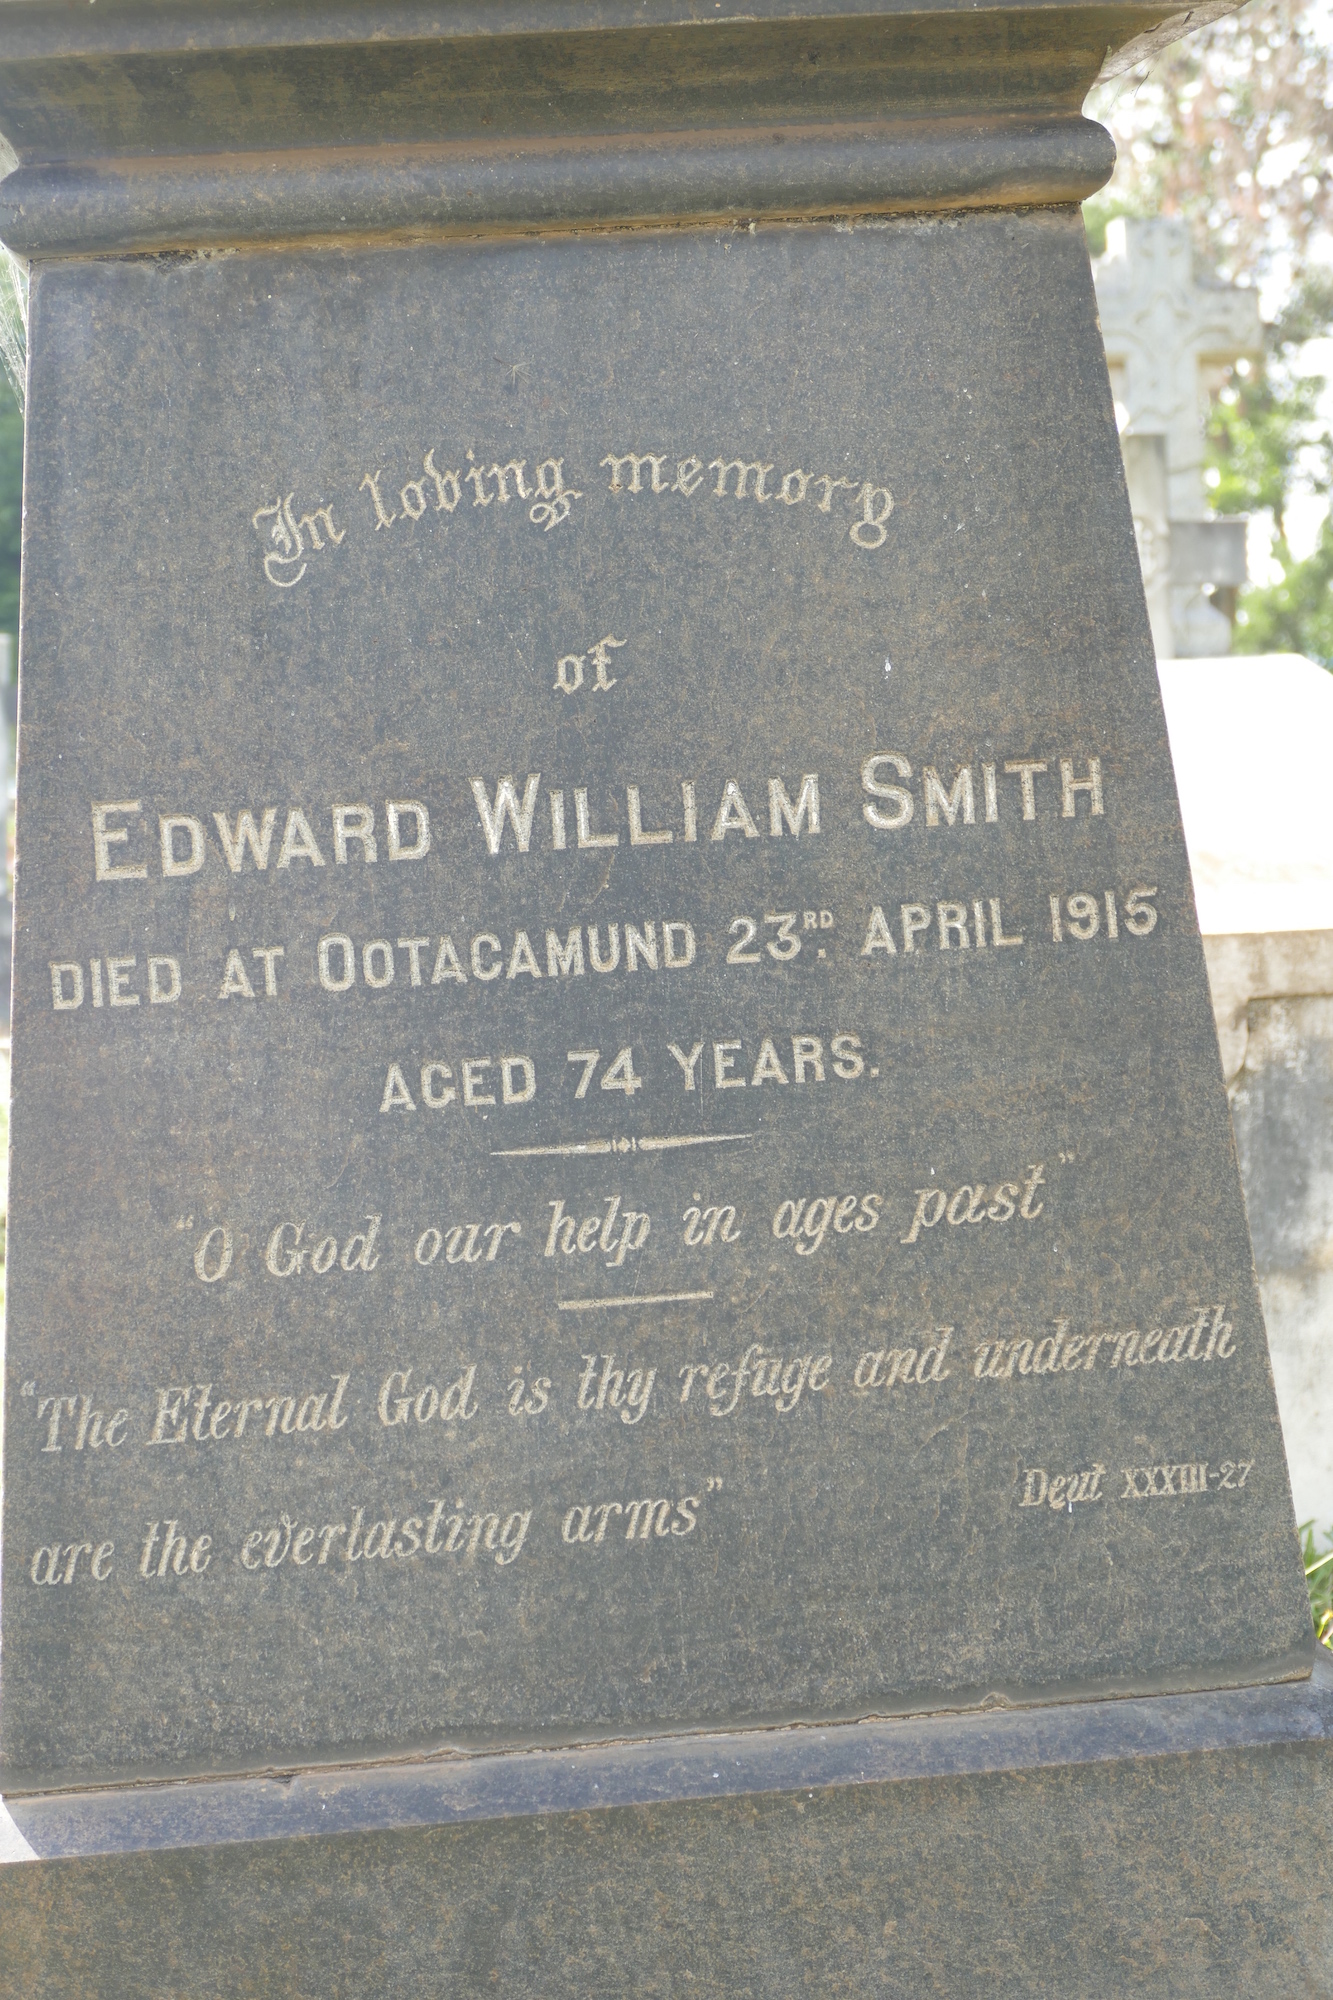 In loving memory
of
EDWARD WILLIAM SMITH
DIED AT OOTACAMUND 23RD. APRIL 1915
AGED 74 YEARS.
"O God our help in ages past"
"The Eternal God is thy refuge and underneath
are the everlasting arms"
Deut XXXIII-27